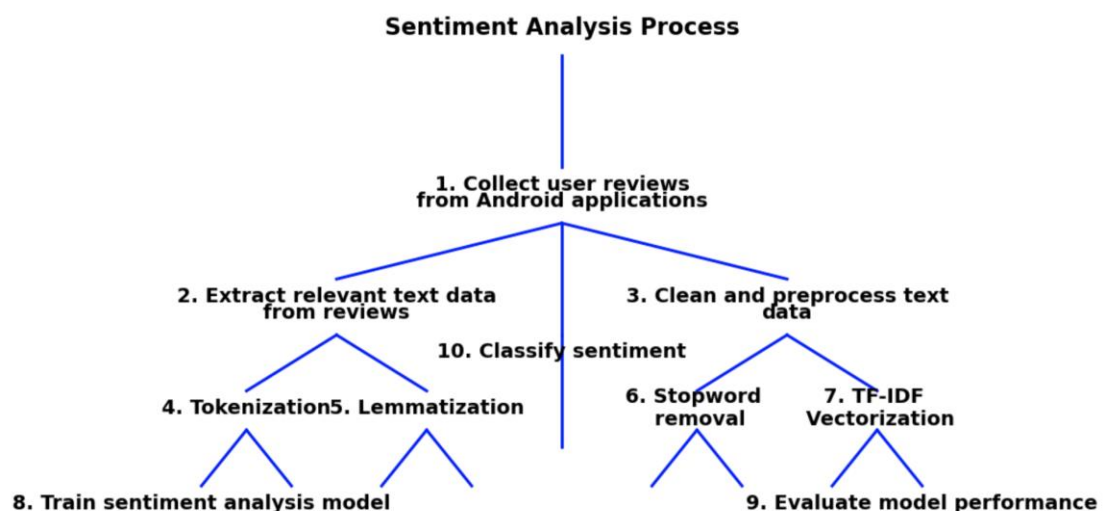 Sentiment Analysis Process
1. Collect user reviews
from Android applications
2. Extract relevant text data
from reviews
3. Clean and preprocess text
data
10. Classify sentiment
4. Tokenization
5. Lemmatization
6. Stopword
removal
7. TF-IDF
Vectorization
8. Train sentiment analysis model
9. Evaluate model performance